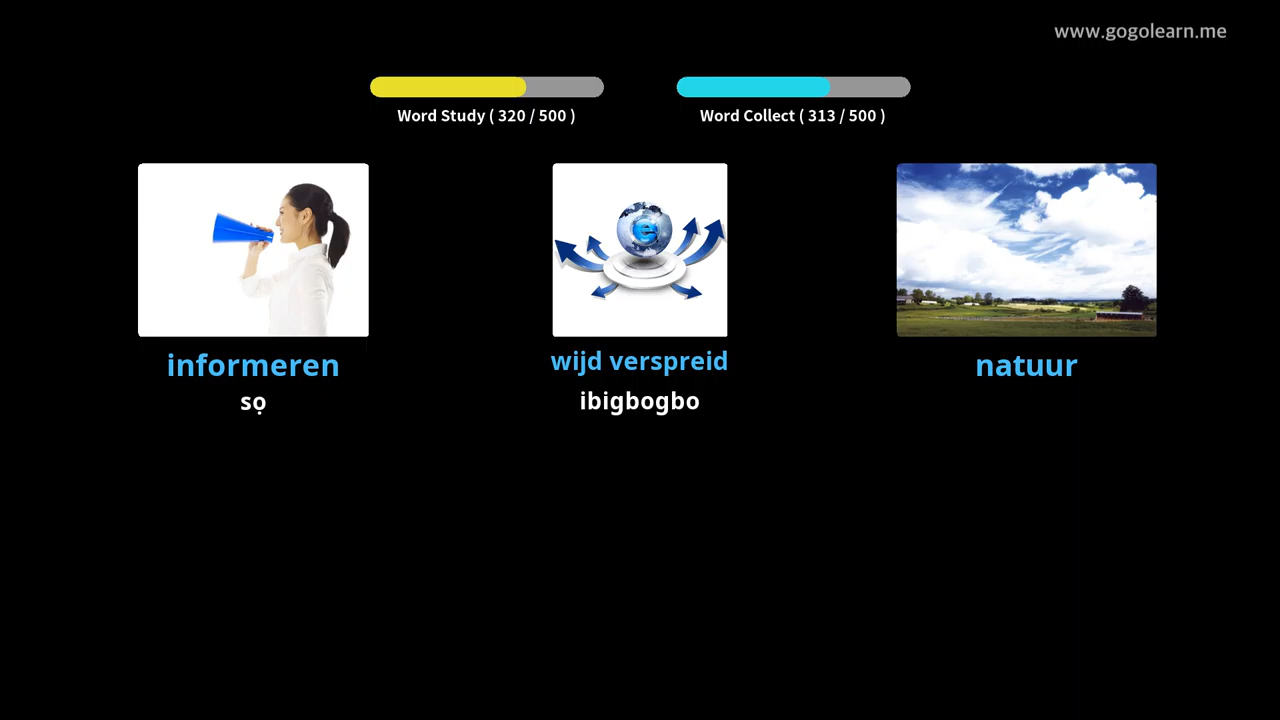 www.gogolearn.me
Word Study ( 320 / 500 )
Word Collect ( 313 / 500 )
e
informeren
wijd verspreid
natuur
sọ
ibigbogbo